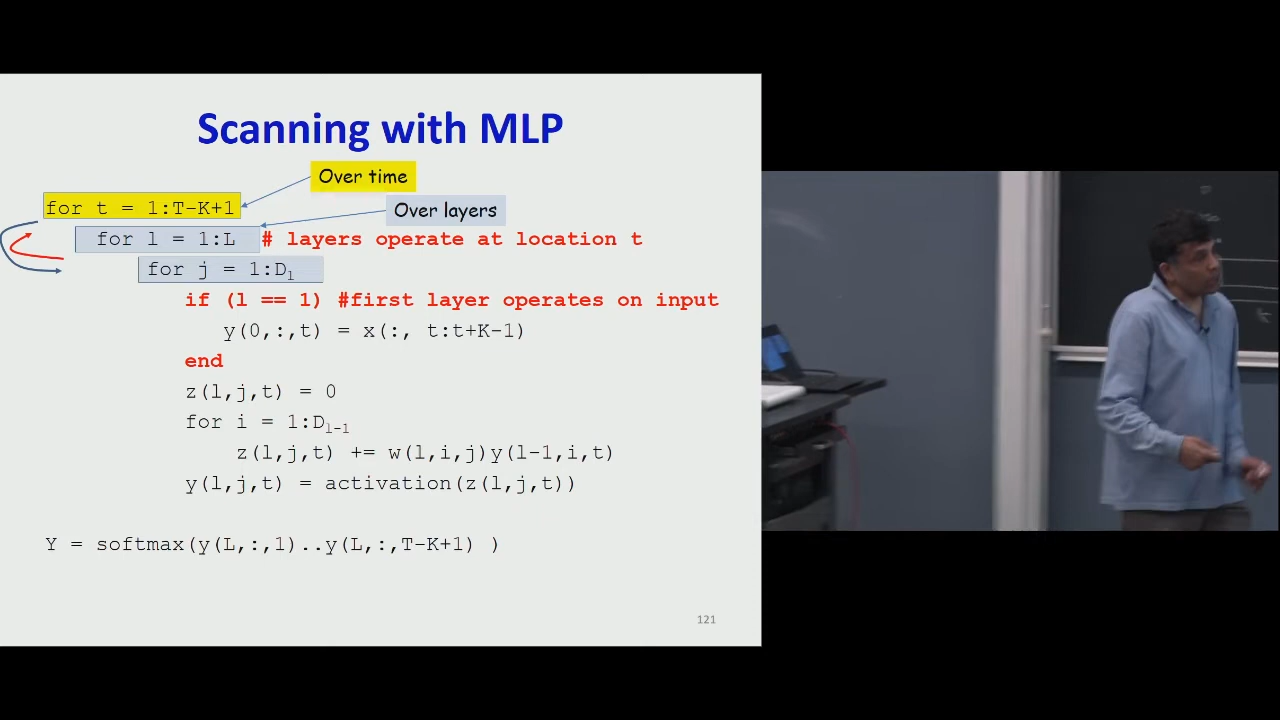 Scanning with MLP
Over time
for t = 1:T-K+1
Over layers
for l = 1:L # layers operate at location t
for j = 1:Dl
if (l == 1) #first layer operates on input
y(0,:,t) = x(:, t:t+K-1)
end
z(l,j,t) = 0
for i = 1:Dl-1
z(l,j,t) += w(l,i,j)y(l-1,i,t)
y(l,j,t) = activation(z(l,j,t))
Y = softmax(y(L,:,1)..y(L,:,T-K+1) )
121